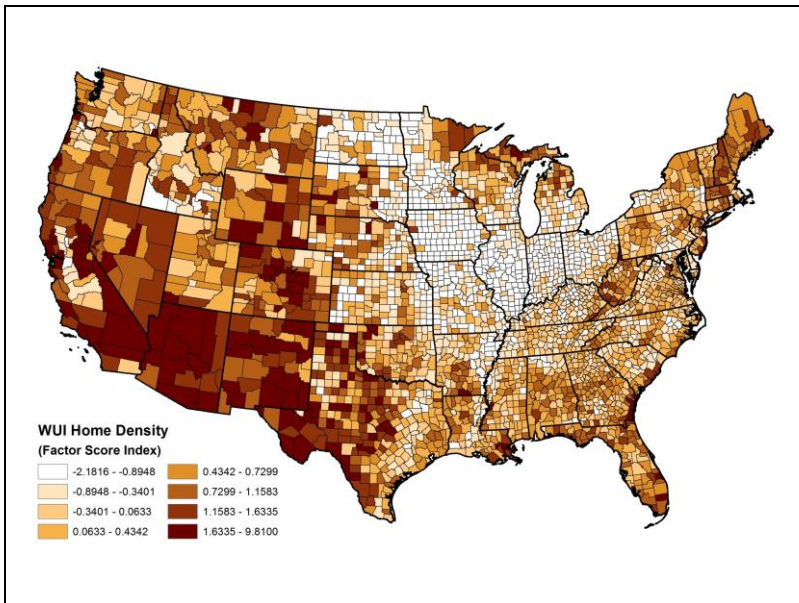 WUI Home Density
(Factor Score Index)
-2.1816 - -0.8948
-0.8948 - -0.3401
-0.3401 - 0.0633
0.0633 - 0.4342
0.4342 - 0.7299
0.7299 - 1.1583
1.1583 - 1.6335
1.6335 - 9.8100